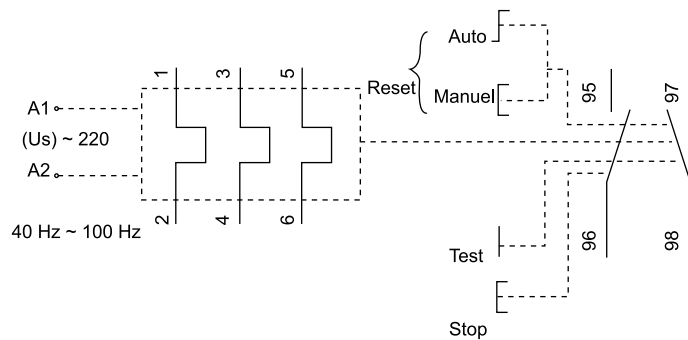 Auto
Reset
Manuel
1
3
5
95
97
A1
(Us) ~ 220
A2
2
4
6
40 Hz ~ 100 Hz
96
98
Test
Stop